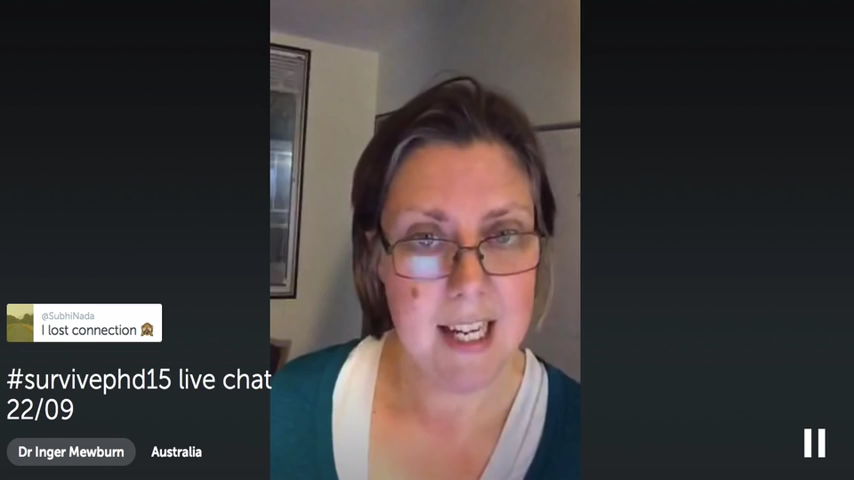 @SubhiNada
I lost connection 🙈
#survivephd15 live chat
22/09
Dr Inger Mewburn
Australia